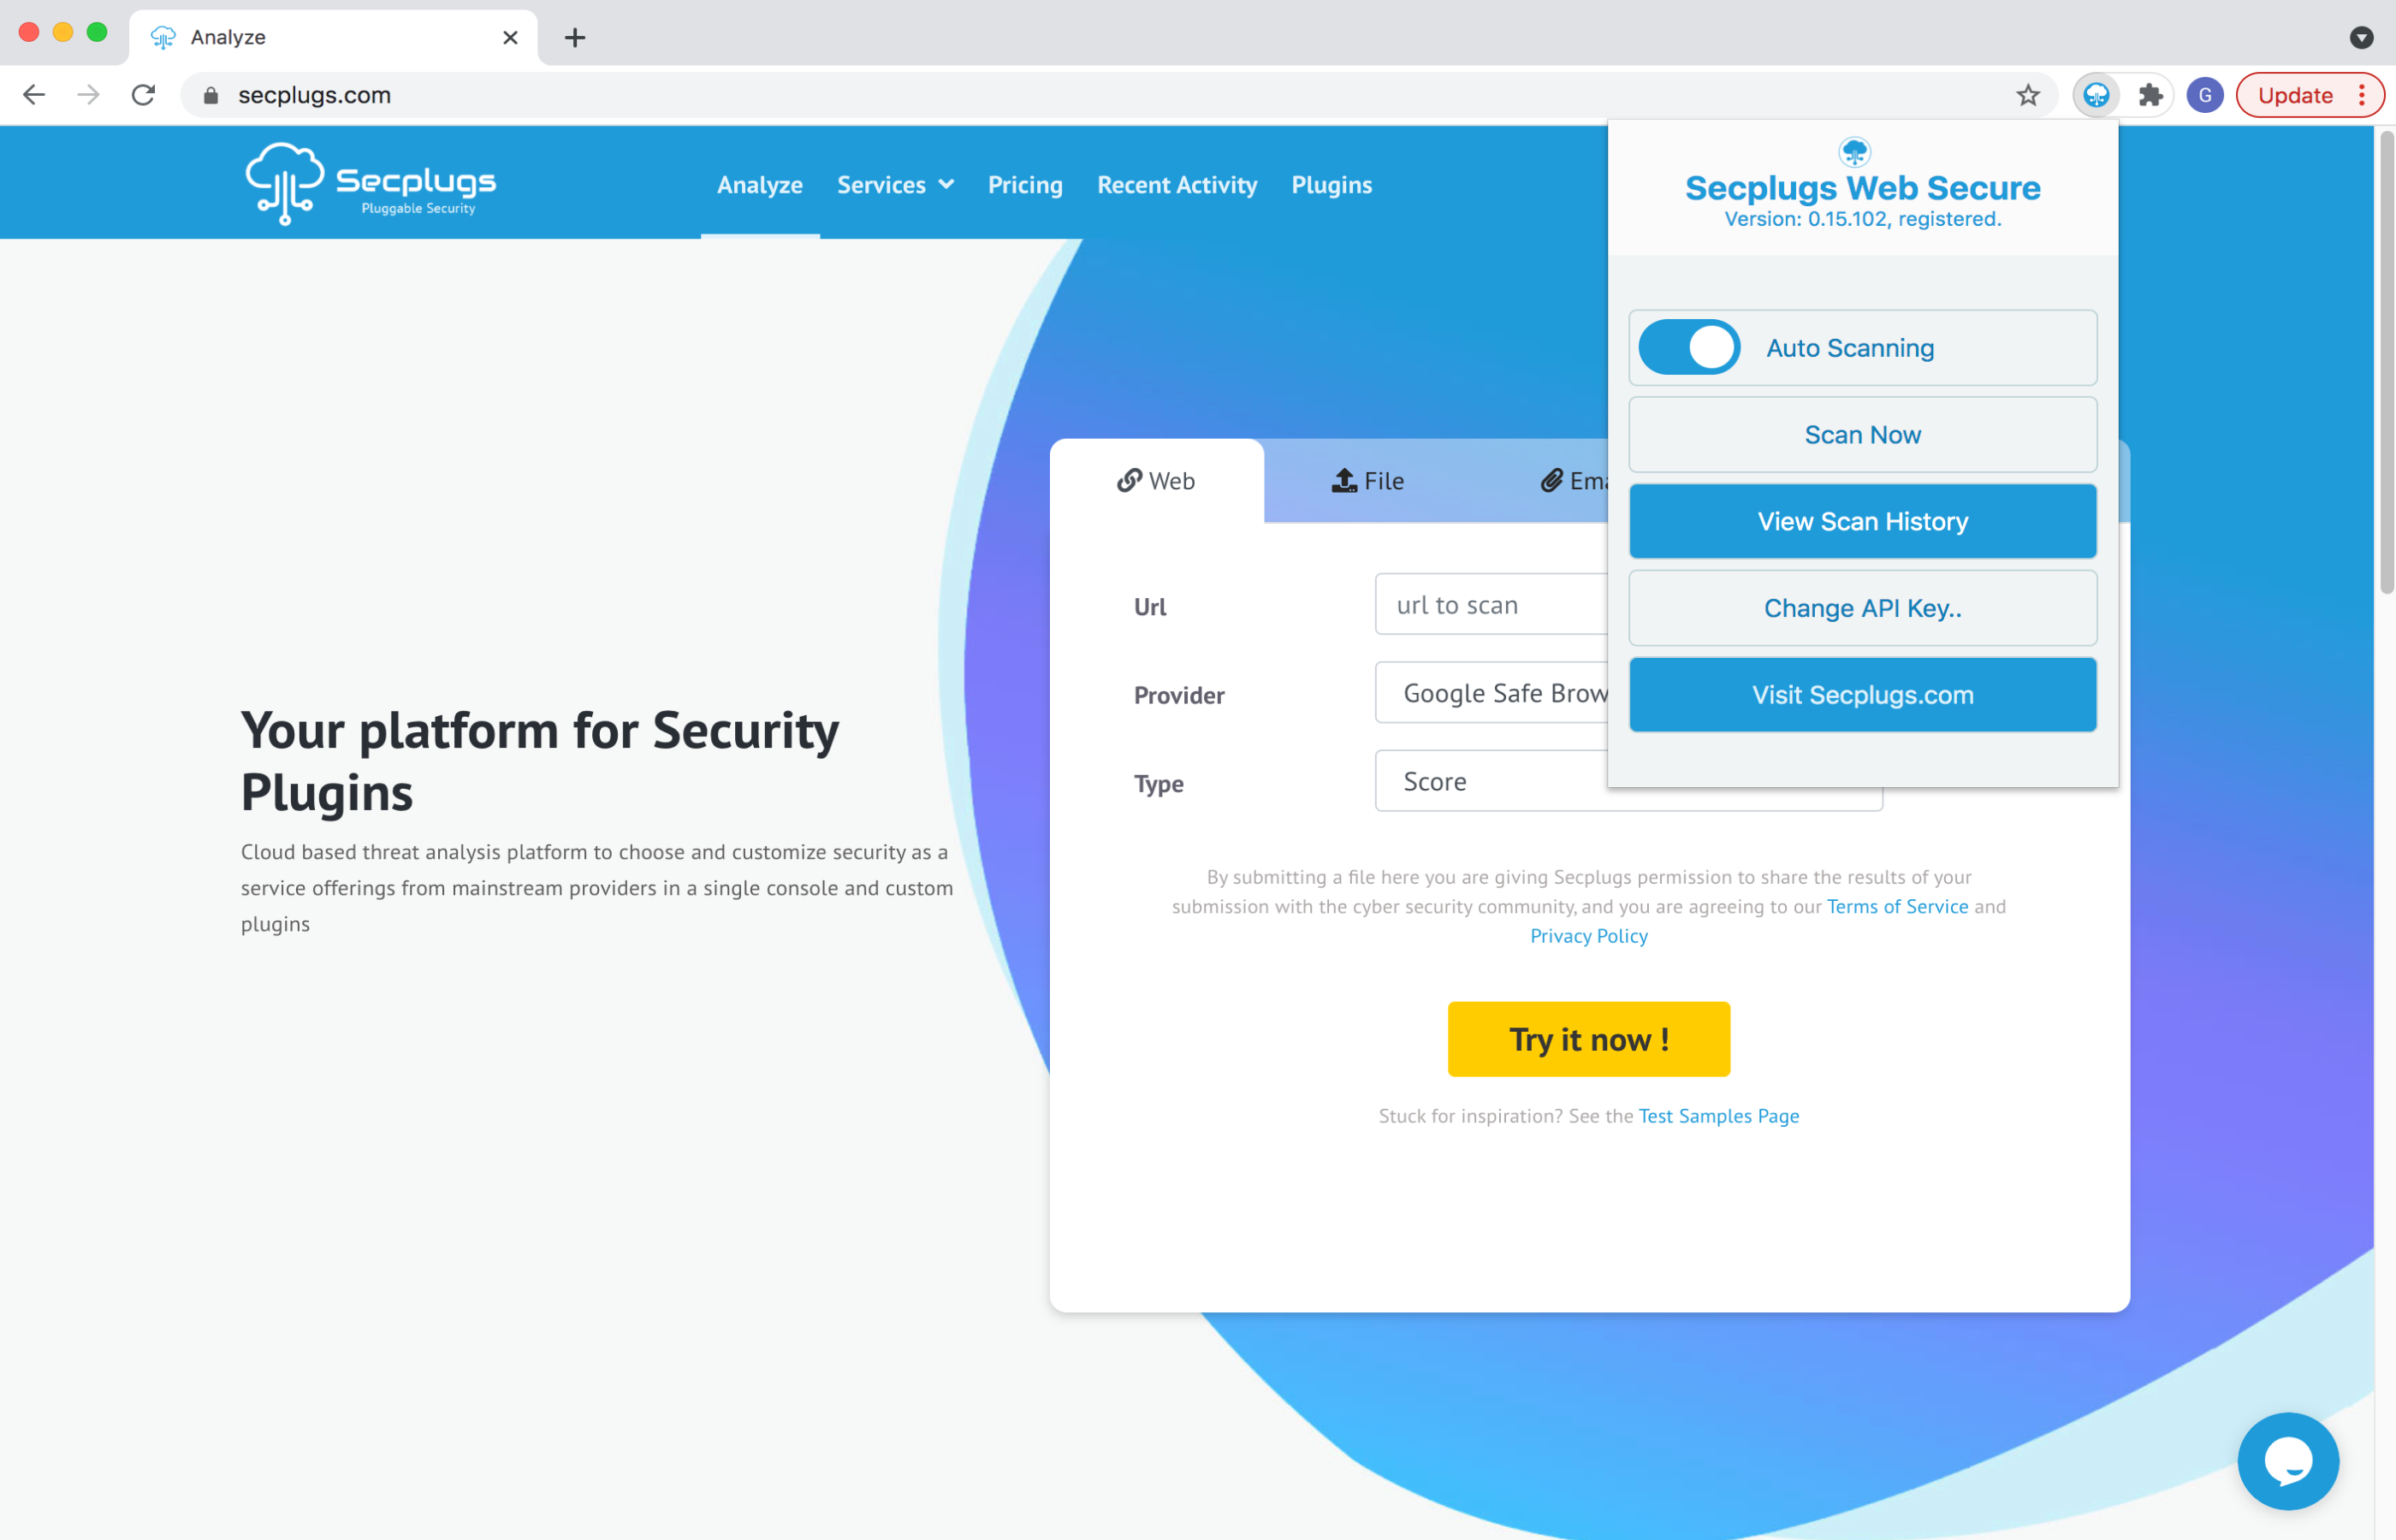 Analyze
secplugs.com
G
Update
Secplugs
Pluggable Security
Analyze
Services
Pricing
Recent Activity
Plugins
Secplugs Web Secure
Version: 0.15.102, registered.
Auto Scanning
Scan Now
View Scan History
Change API Key..
Visit Secplugs.com
Web
File
Ema
Url
url to scan
Provider
Google Safe Brow
Type
Score
Your platform for Security
Plugins
Cloud based threat analysis platform to choose and customize security as a
service offerings from mainstream providers in a single console and custom
plugins
By submitting a file here you are giving Secplugs permission to share the results of your
submission with the cyber security community, and you are agreeing to our Terms of Service and
Privacy Policy
Try it now !
Stuck for inspiration? See the Test Samples Page